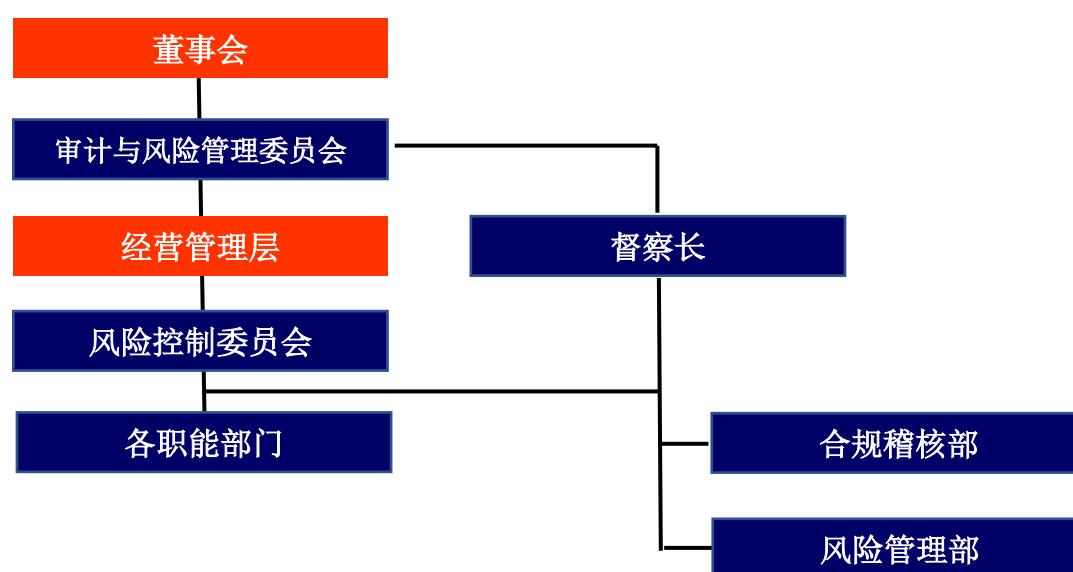 董事会
审计与风险管理委员会
经营管理层
督察长
风险控制委员会
各职能部门
合规稽核部
风险管理部